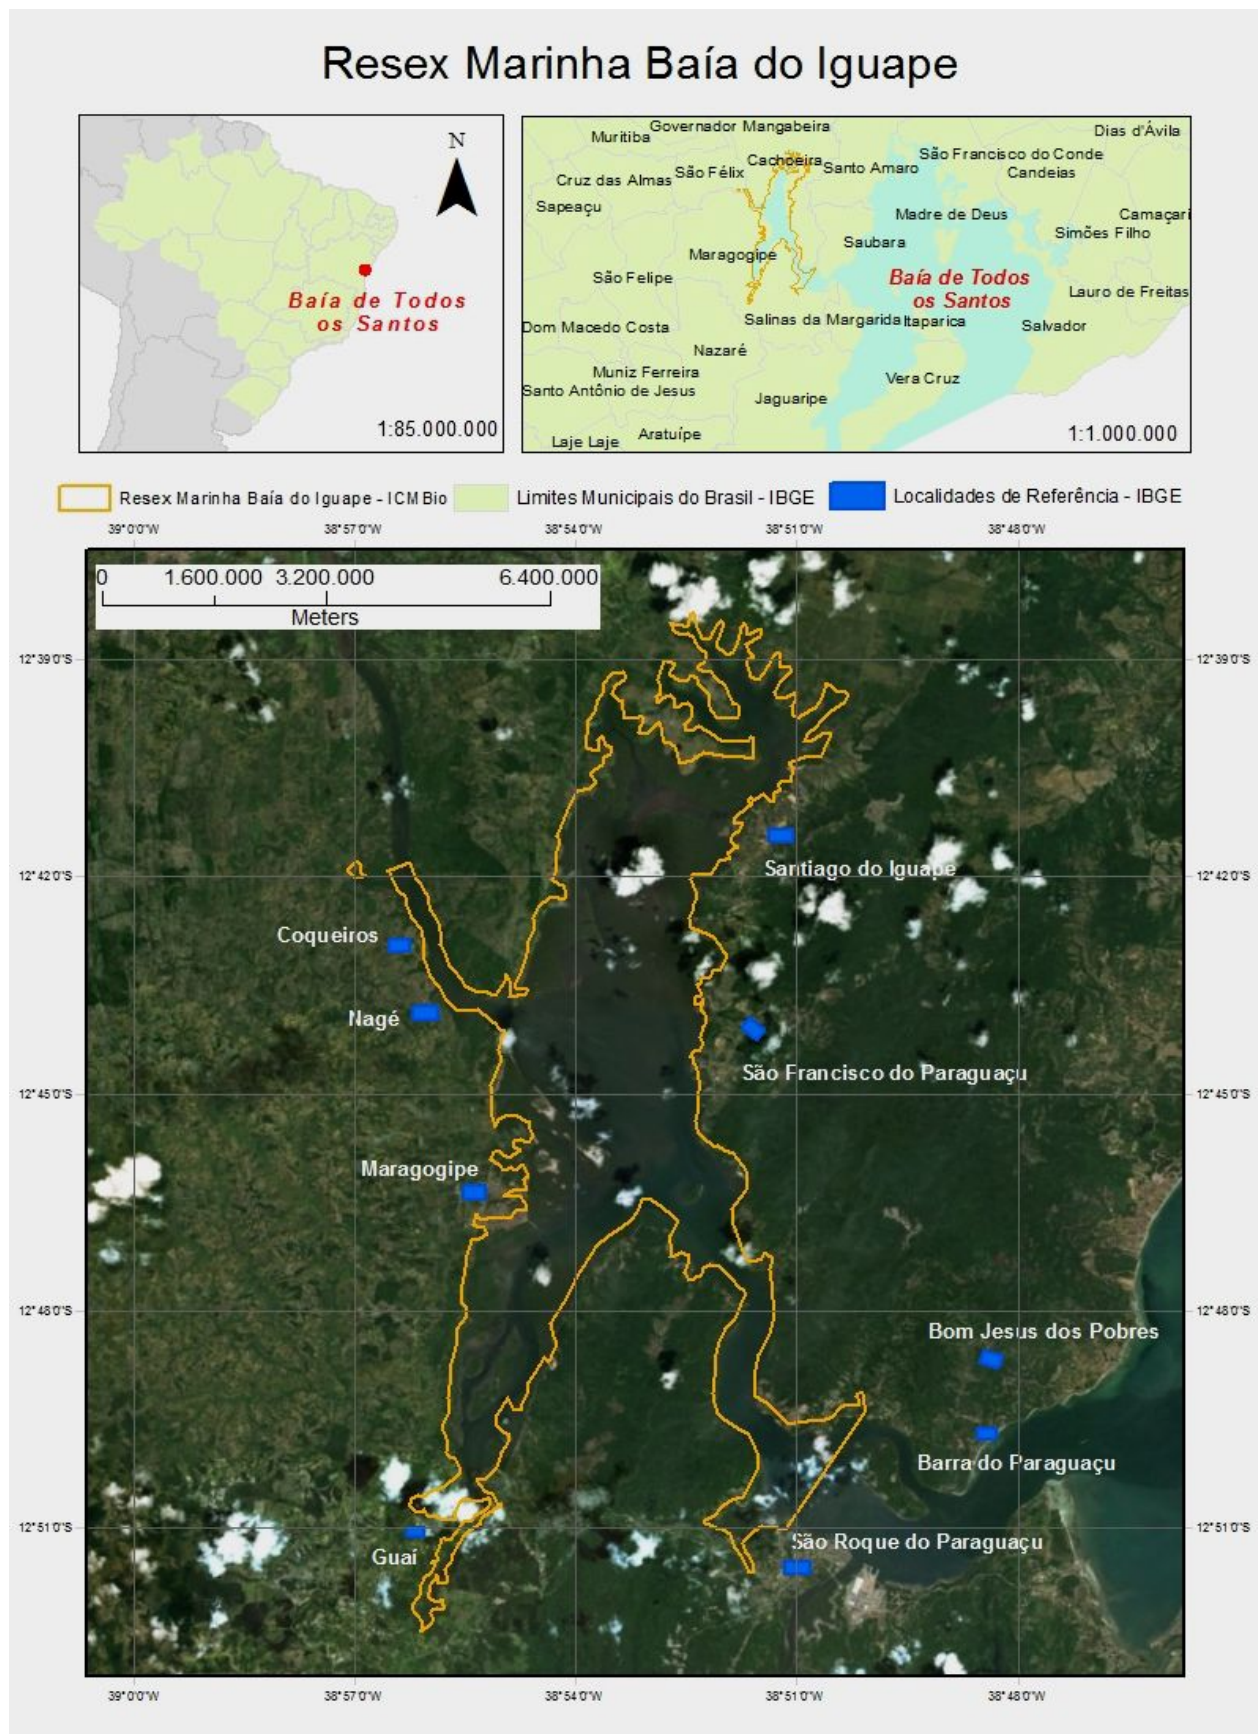 Resex Marinha Baía do Iguape
N
Baía de Todos
os Santos
1:85.000.000
Governador Mangabeira
Muritiba
Dias d'Ávila
Cachoeira
São Francisco do Conde
São Félix
Santo Amaro
Candeias
Cruz das Almas
Sapeaçu
Madre de Deus
Camaçari
Simões Filho
Saubara
Maragogipe
São Felipe
Baía de Todos
os Santos
Lauro de Freitas
Dom Macedo Costa
Salinas da Margarida
Itaparica
Salvador
Nazaré
Muniz Ferreira
Vera Cruz
Santo Antônio de Jesus
Jaguaripe
Laje Laje
Aratuípe
1:1.000.000
Resex Marinha Baía do Iguape - ICMBio
Limites Municipais do Brasil - IBGE
Localidades de Referência - IBGE
39°0'0"W 38°57'0"W 38°54'0"W 38°51'0"W 38°48'0"W
0 1.600.000 3.200.000 6.400.000
Meters
12°39'0"S 12°39'0"S
Santiago do Iguape
12°42'0"S 12°42'0"S
Coqueiros
Nagé
São Francisco do Paraguaçu
12°45'0"S 12°45'0"S
Maragogipe
12°48'0"S 12°48'0"S
Bom Jesus dos Pobres
Barra do Paraguaçu
12°51'0"S 12°51'0"S
São Roque do Paraguaçu
Guaí
39°0'0"W 38°57'0"W 38°54'0"W 38°51'0"W 38°48'0"W